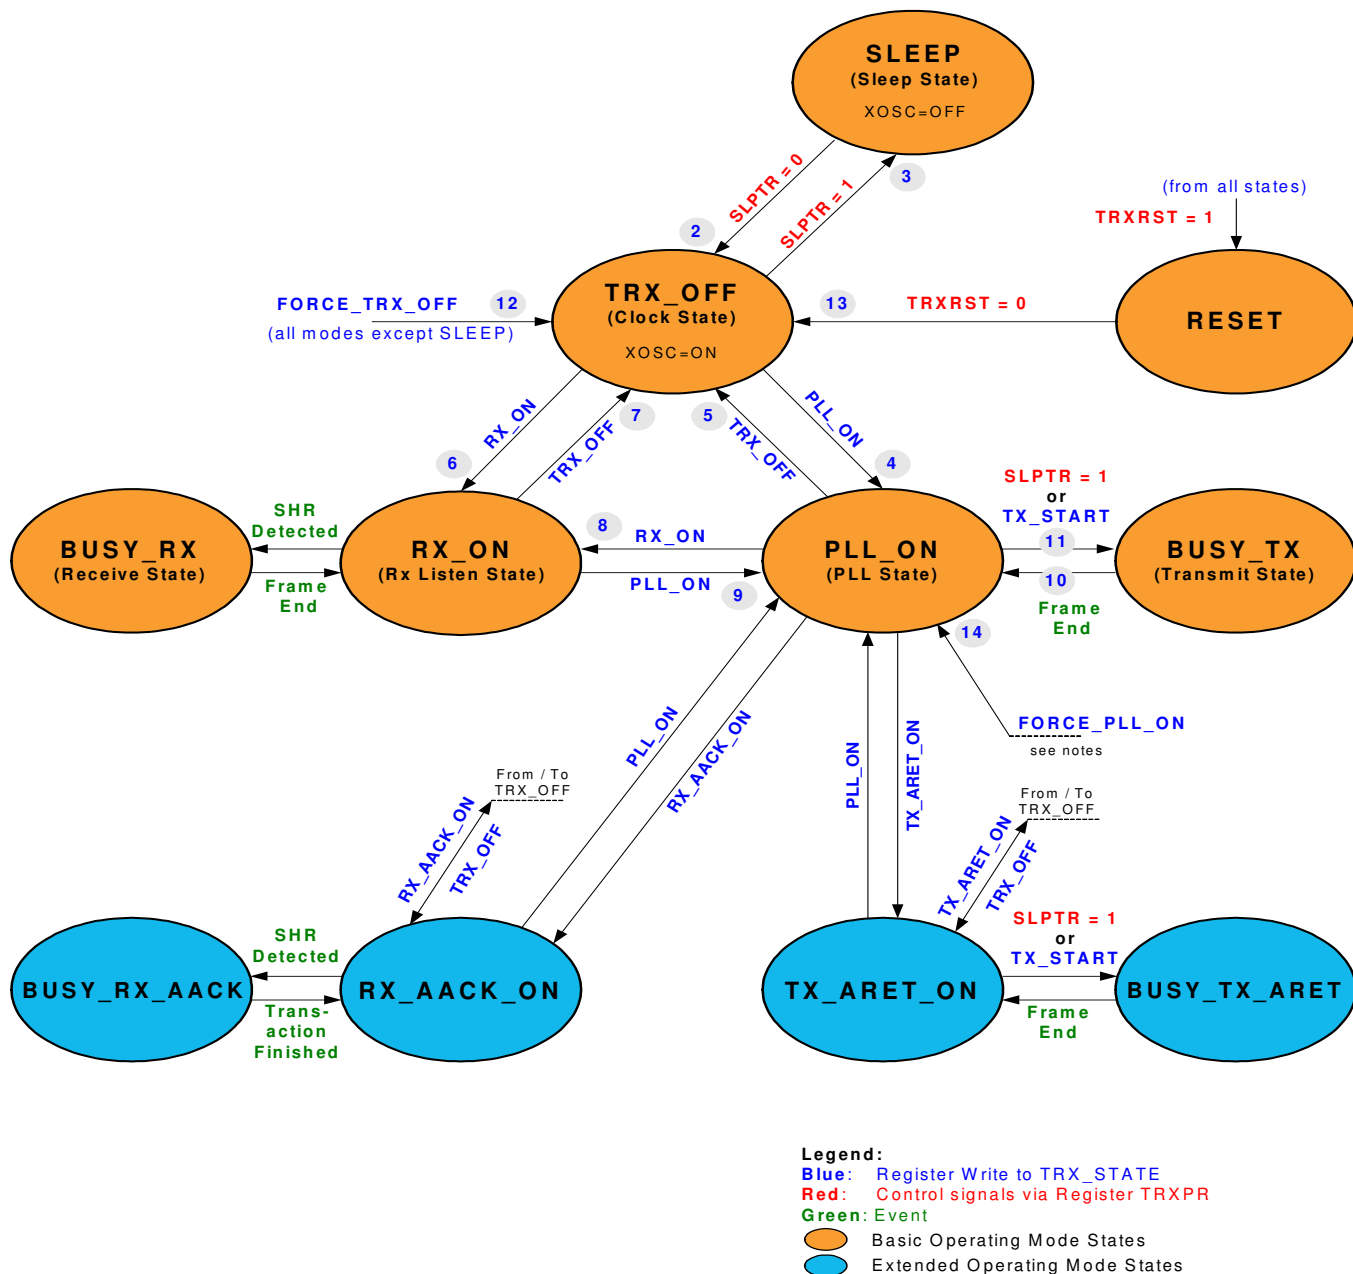 SLEEP
(Sleep State)
XOSC=OFF
SLPTR = 0
SLPTR = 1
3
2
(from all states)
TRXRST = 1
FORCE_TRX_OFF
12
(all modes except SLEEP)
TRX_OFF
(Clock State)
XOSC=ON
13
TRXRST = 0
RESET
RX_ON
7
TRX_OFF
6
5
TRX_OFF
PLL_ON
4
SHR
Detected
BUSY_RX
(Receive State)
Frame
End
RX_ON
(Rx Listen State)
8
RX_ON
PLL_ON
9
PLL_ON
(PLL State)
SLPTR = 1
or
TX_START
11
10
Frame
End
BUSY_TX
(Transmit State)
14
FORCE_PLL_ON
see notes
PLL_ON
RX_AACK_ON
PLL_ON
TX_ARET_ON
From / To
TRX_OFF
RX_AACK_ON
TRX_OFF
From / To
TRX_OFF
TX_ARET_ON
TRX_OFF
SHR
Detected
BUSY_RX_AACK
Trans-
action
Finished
RX_AACK_ON
TX_ARET_ON
SLPTR = 1
or
TX_START
Frame
End
BUSY_TX_ARET
Legend:
Blue: Register Write to TRX_STATE
Red: Control signals via Register TRXPR
Green: Event
Basic Operating Mode States
Extended Operating Mode States